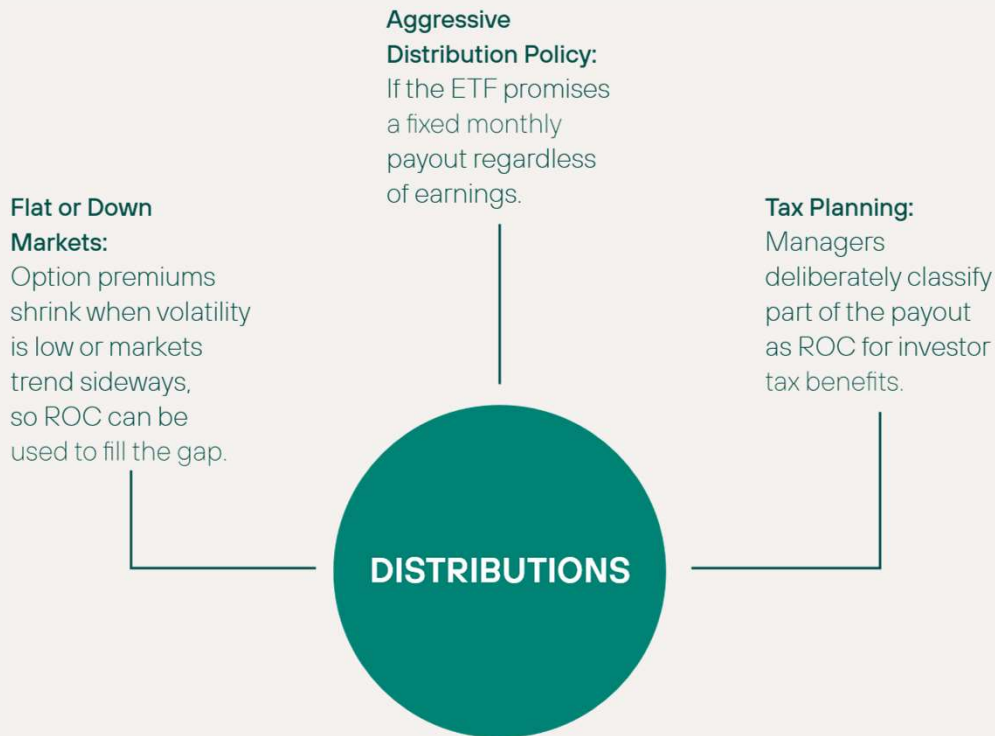 Aggressive
Distribution Policy:
If the ETF promises
a fixed monthly
payout regardless
of earnings.
Flat or Down
Markets:
Option premiums
shrink when volatility
is low or markets
trend sideways,
so ROC can be
used to fill the gap.
Tax Planning:
Managers
deliberately classify
part of the payout
as ROC for investor
tax benefits.
DISTRIBUTIONS